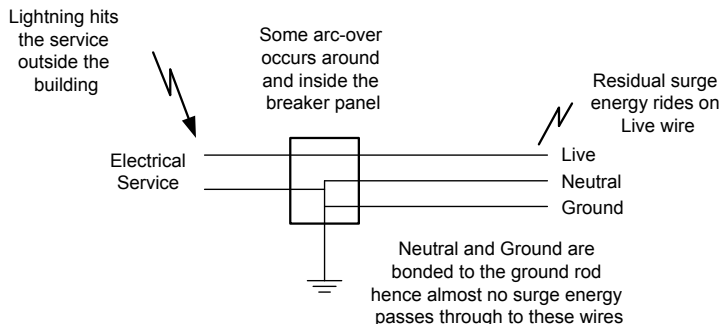 Lightning hits
the service
outside the
building
Some arc-over
occurs around
and inside the
breaker panel
Residual surge
energy rides on
Live wire
Electrical
Service
Live
Neutral
Ground
Neutral and Ground are
bonded to the ground rod
hence almost no surge energy
passes through to these wires